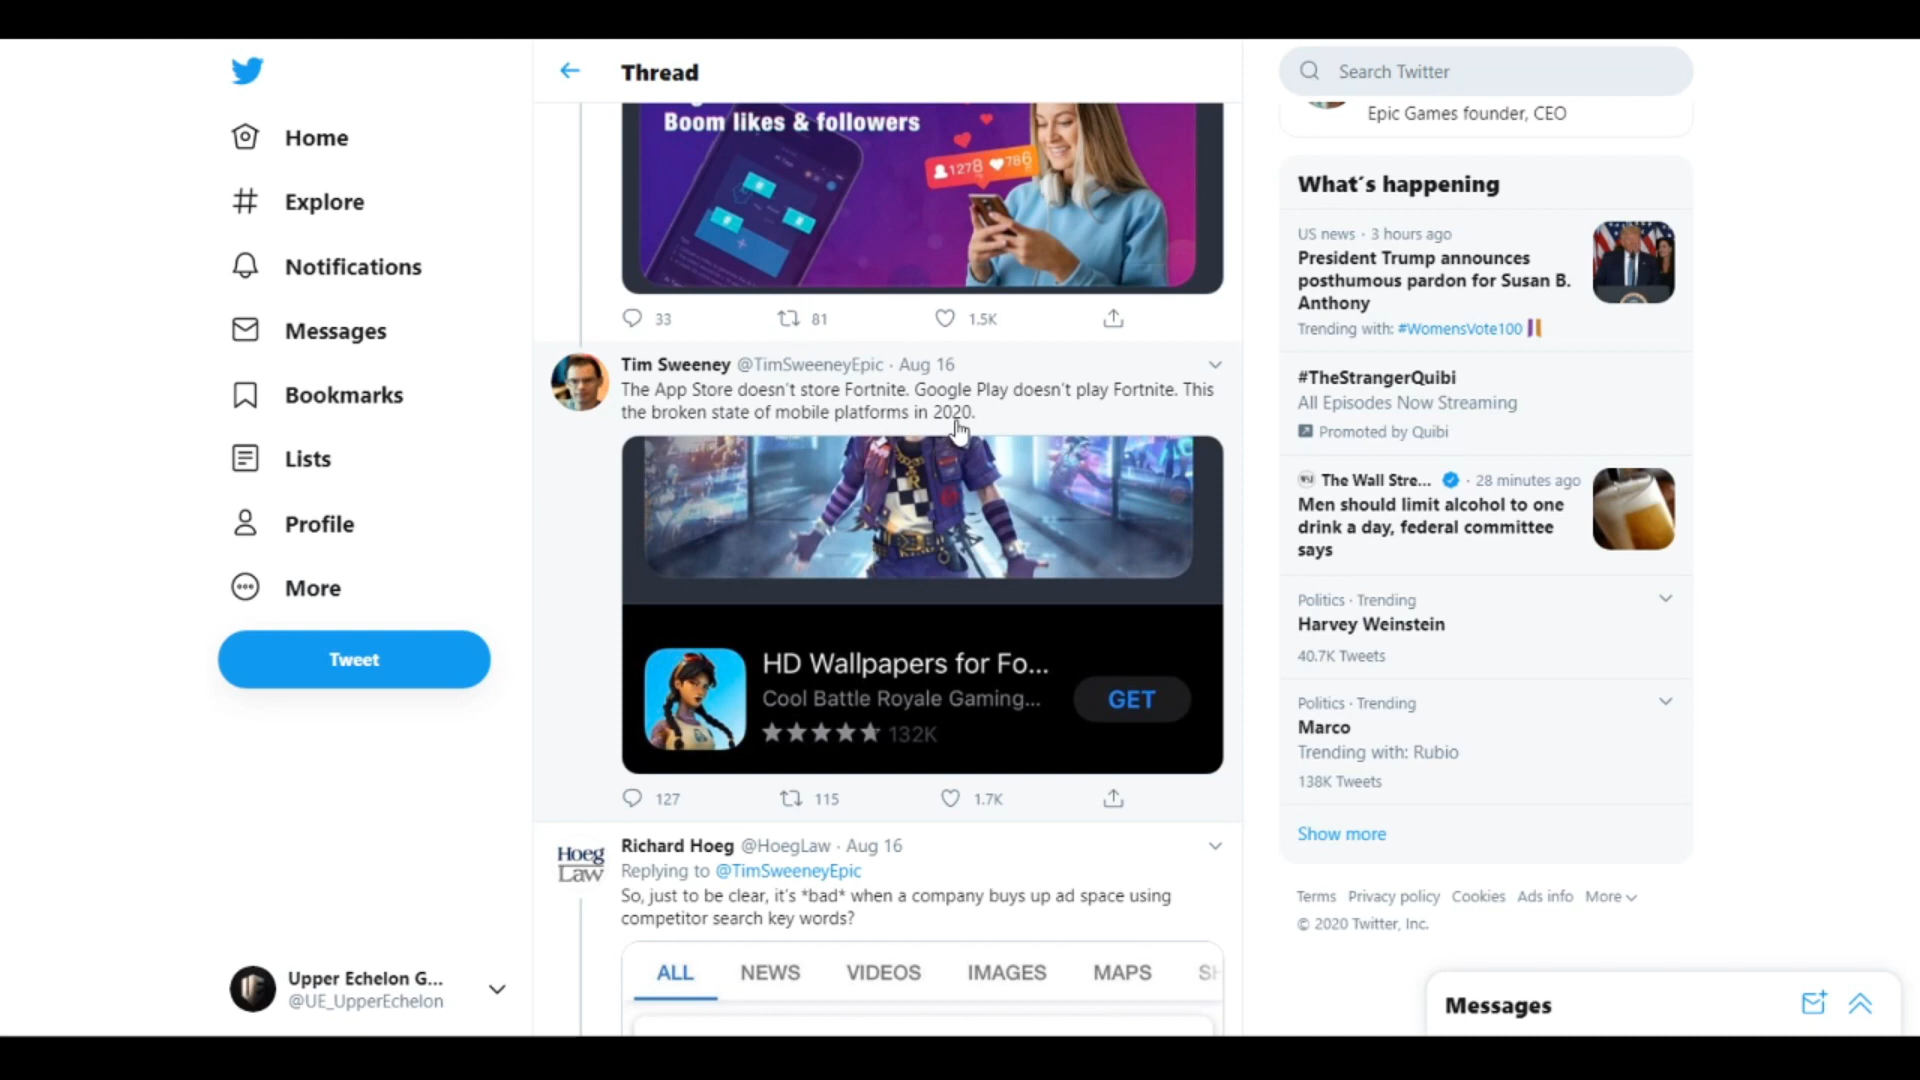 Home
Explore
Notifications
Messages
Bookmarks
Lists
Profile
More
Tweet
Upper Echelon G...
@UE_UpperEchelon
Thread
Boom likes & followers
1278 786
33 81 1.5K
Tim Sweeney @TimSweeneyEpic · Aug 16
The App Store doesn't store Fortnite. Google Play doesn't play Fortnite. This
the broken state of mobile platforms in 2020.
HD Wallpapers for Fo...
Cool Battle Royale Gaming...
GET
132K
127 115 1.7K
Hoeg
Law
Richard Hoeg @HoegLaw · Aug 16
Replying to @TimSweeneyEpic
So, just to be clear, it's *bad* when a company buys up ad space using
competitor search key words?
ALL NEWS VIDEOS IMAGES MAPS
Search Twitter
Epic Games founder, CEO
What's happening
US news · 3 hours ago
President Trump announces
posthumous pardon for Susan B.
Anthony
Trending with: #WomensVote100
#TheStrangerQuibi
All Episodes Now Streaming
Promoted by Quibi
The Wall Stre... · 28 minutes ago
Men should limit alcohol to one
drink a day, federal committee
says
Politics · Trending
Harvey Weinstein
40.7K Tweets
Politics · Trending
Marco
Trending with: Rubio
138K Tweets
Show more
Terms Privacy policy Cookies Ads info More
© 2020 Twitter, Inc.
Messages